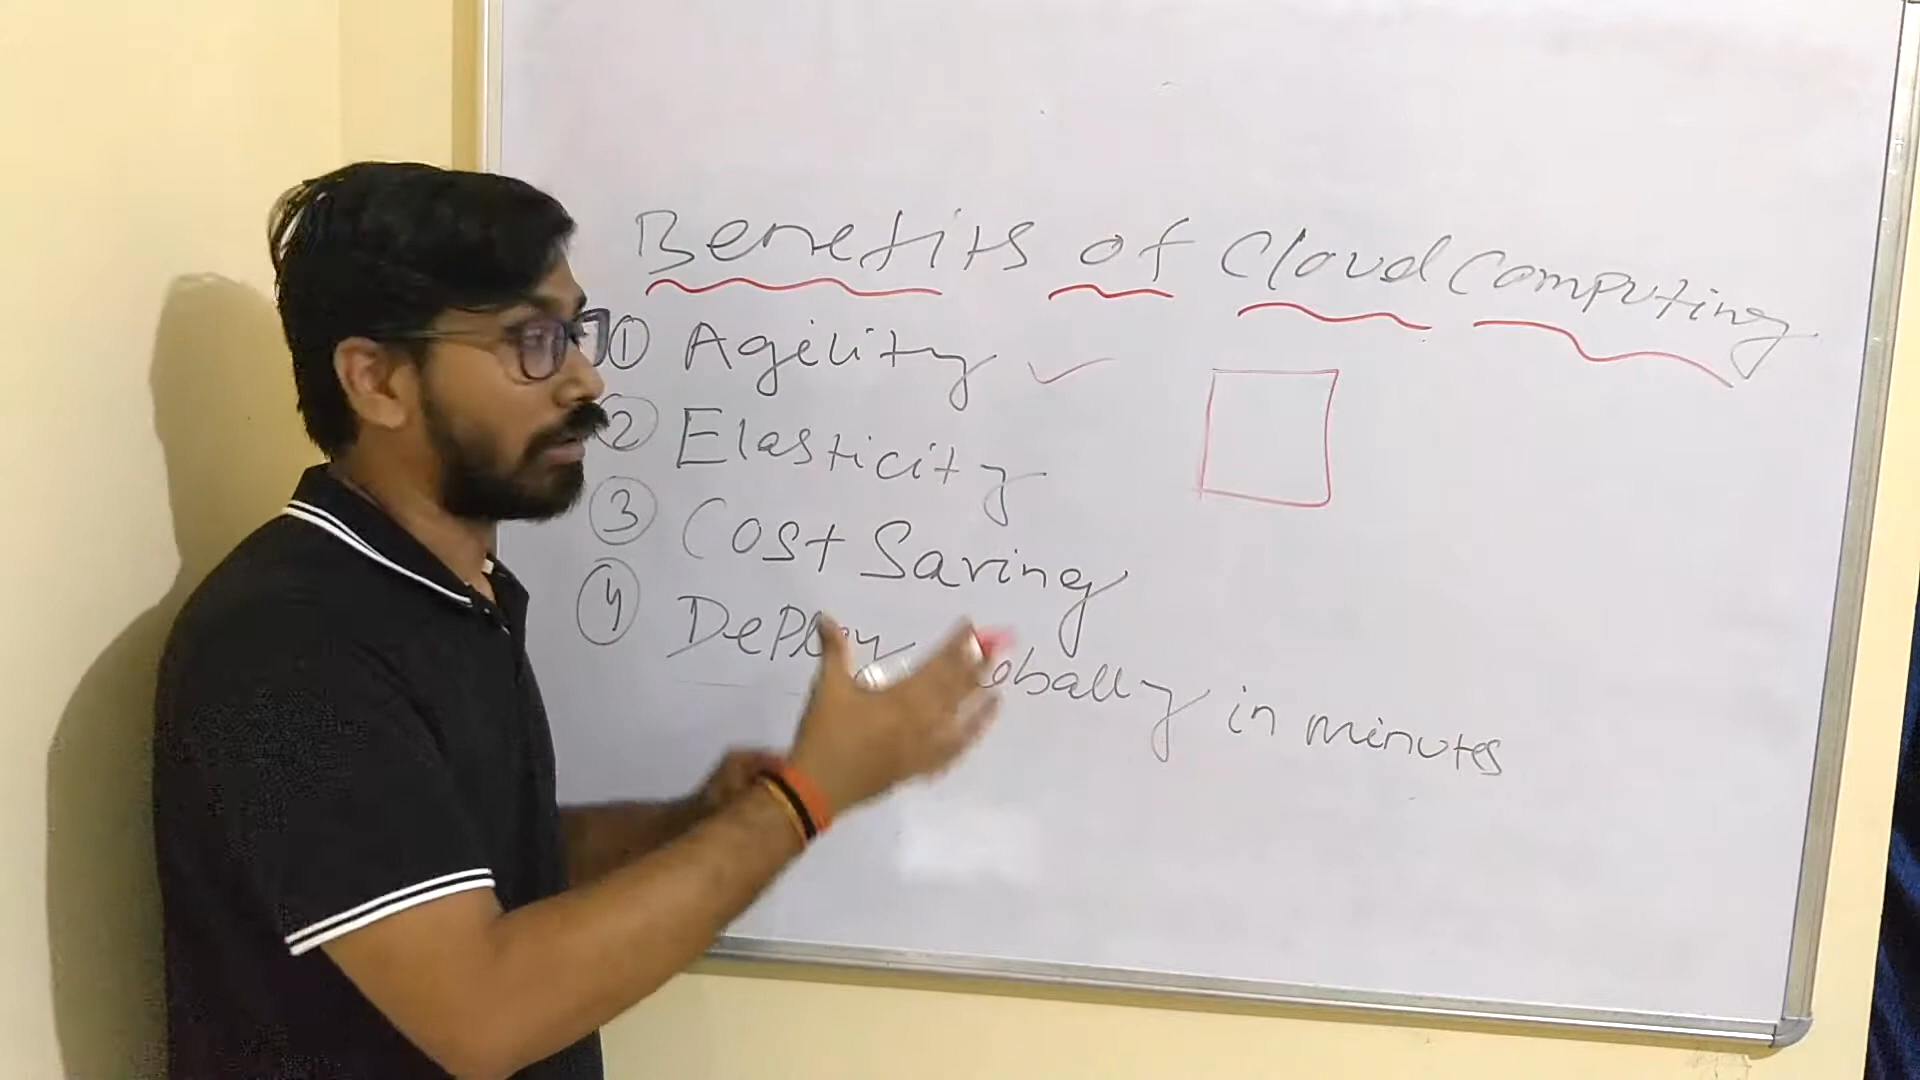 Benefits of Cloud Computing
① Agility ✓
② Elasticity
③ Cost Saving
④ Deploy in minutes